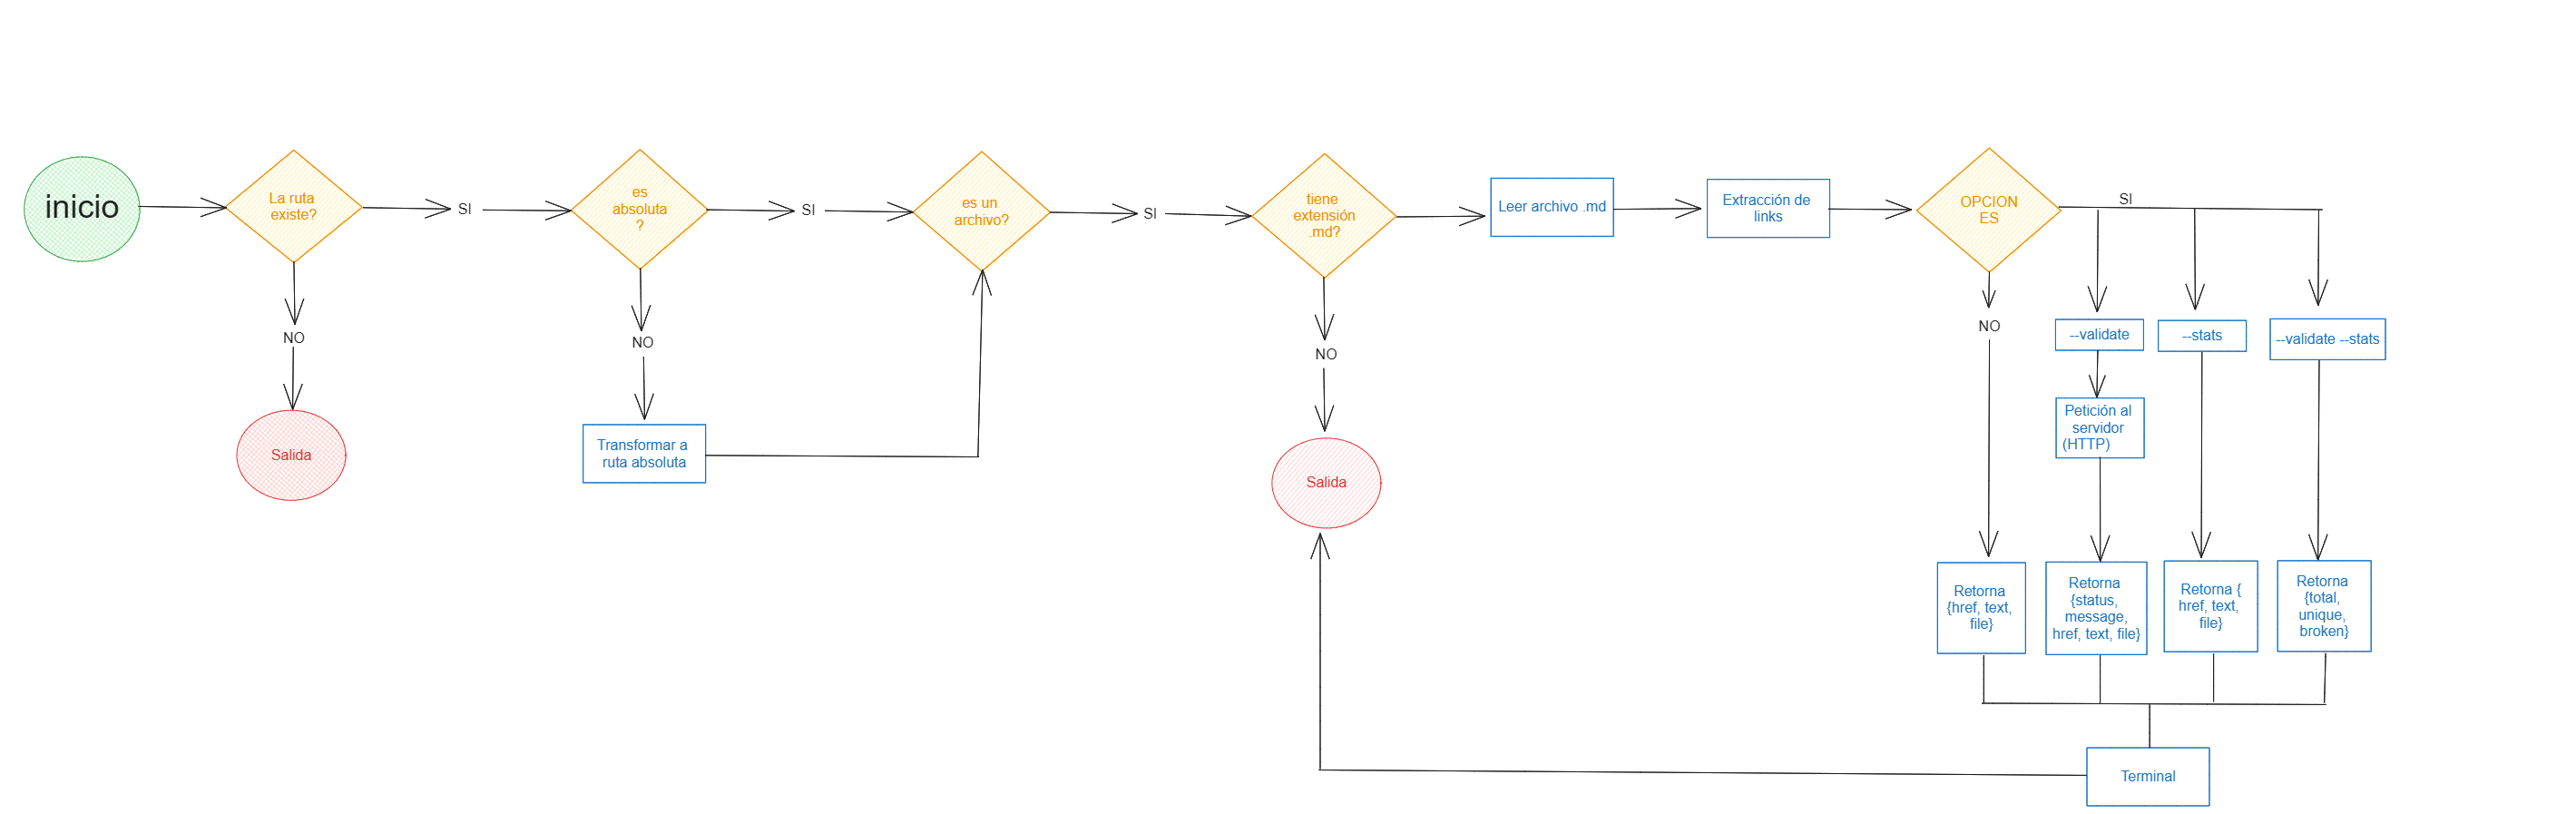 inicio
La ruta
existe?
SI
NO
Salida
es
absoluta
?
SI
NO
Transformar a
ruta absoluta
es un
archivo?
SI
tiene
extensión
.md?
NO
Salida
Leer archivo .md
Extracción de
links
OPCION
ES
SI
NO
--validate
--stats
--validate --stats
Petición al
servidor
(HTTP)
Retorna
{href, text,
file}
Retorna
{status,
message,
href, text, file}
Retorna {
href, text,
file}
Retorna
{total,
unique,
broken}
Terminal